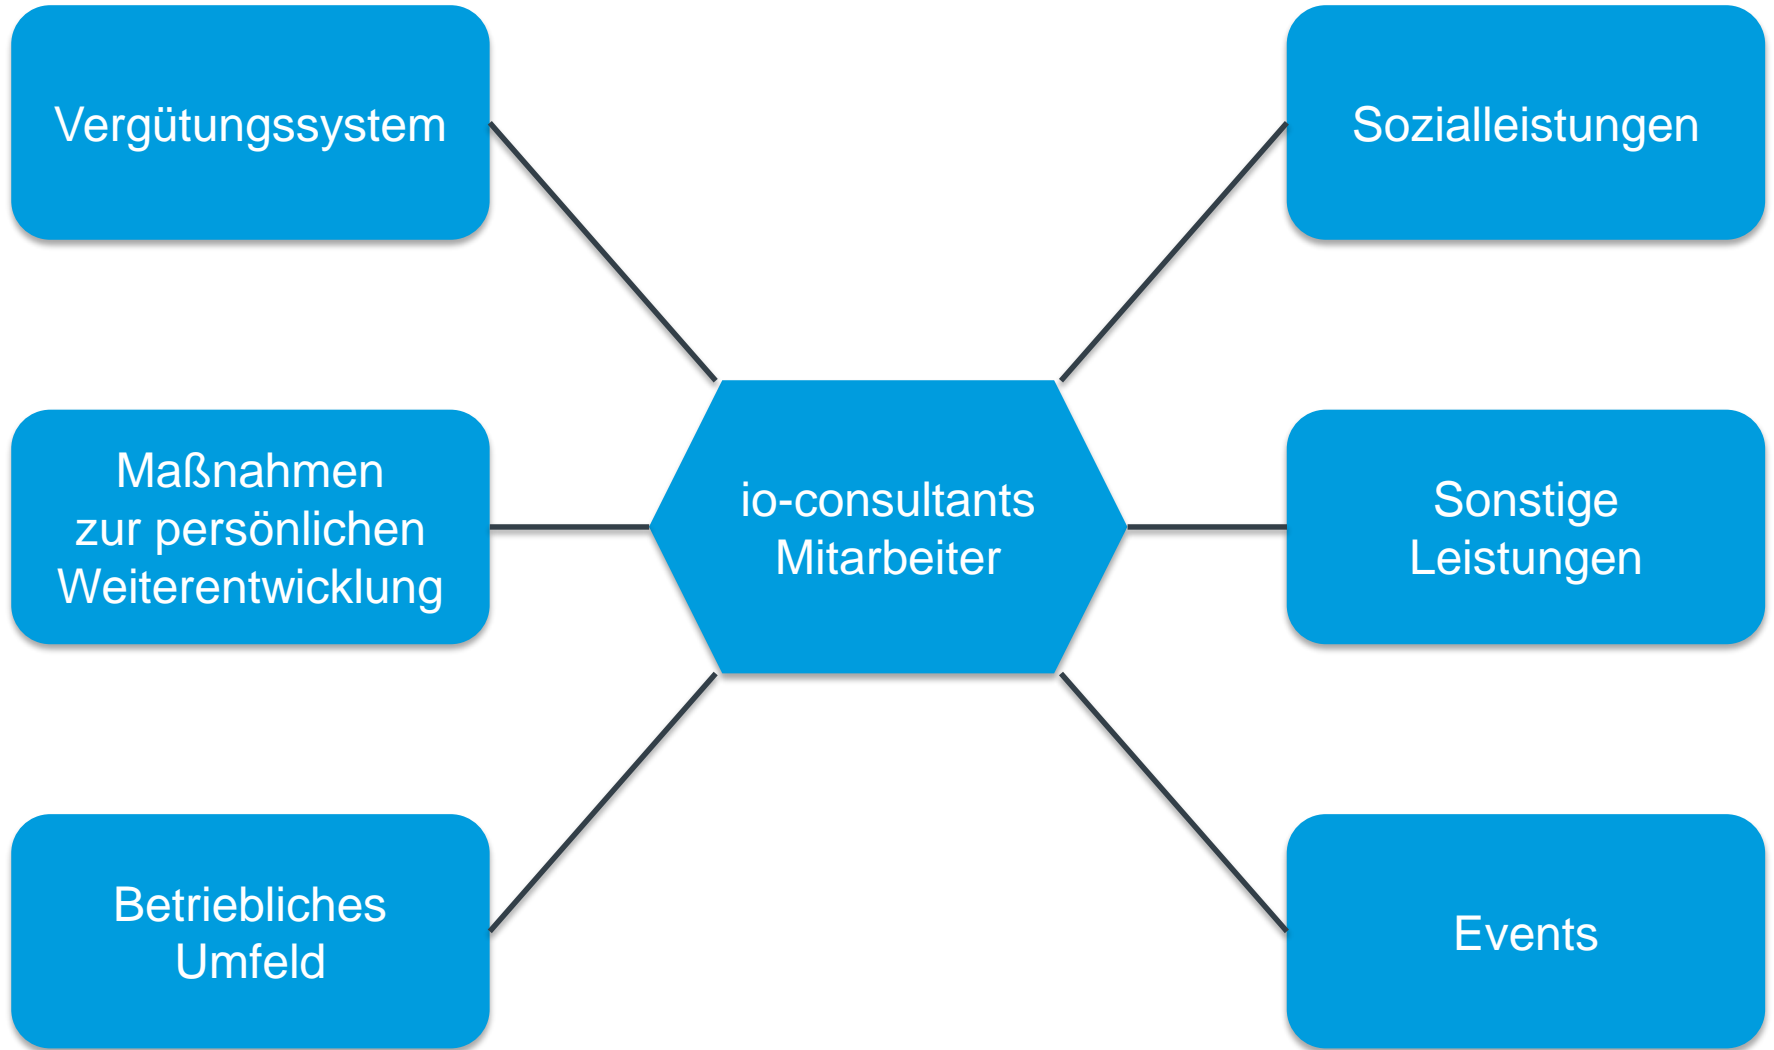 Vergütungssystem
Sozialleistungen
Maßnahmen
zur persönlichen
Weiterentwicklung
io-consultants
Mitarbeiter
Sonstige
Leistungen
Betriebliches
Umfeld
Events